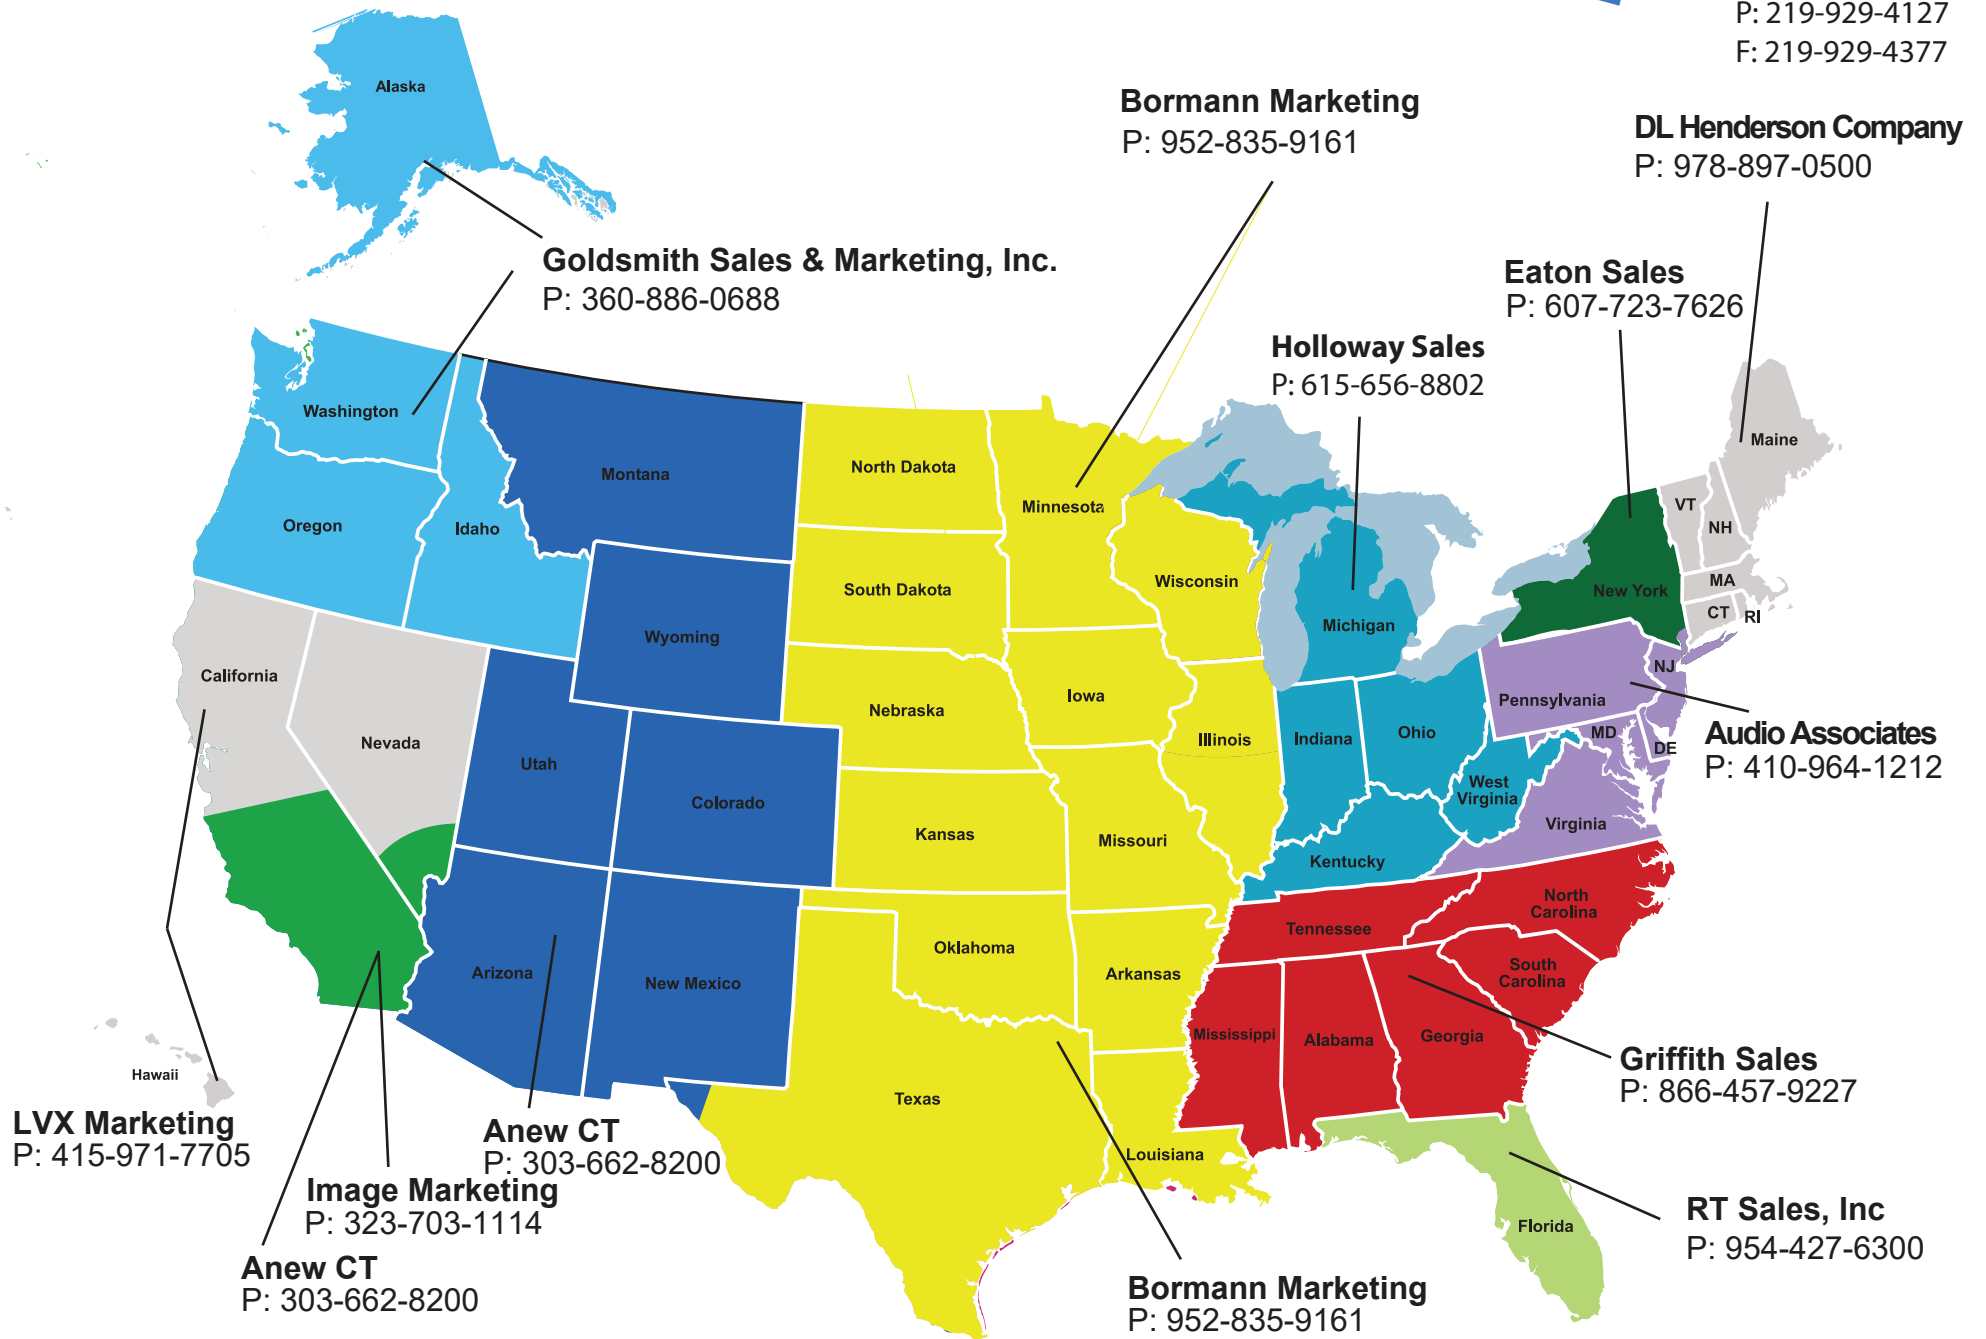 P: 219-929-4127
F: 219-929-4377
Alaska
Bormann Marketing
P: 952-835-9161
DL Henderson Company
P: 978-897-0500
Goldsmith Sales & Marketing, Inc.
P: 360-886-0688
Eaton Sales
P: 607-723-7626
Holloway Sales
P: 615-656-8802
Washington
Oregon
Idaho
Montana
Wyoming
North Dakota
South Dakota
Minnesota
Wisconsin
Michigan
Maine
VT
NH
MA
CT
RI
New York
California
Nevada
Utah
Colorado
Nebraska
Iowa
Illinois
Indiana
Ohio
Pennsylvania
NJ
MD
DE
Audio Associates
P: 410-964-1212
West
Virginia
Virginia
Kansas
Missouri
Kentucky
North
Carolina
Tennessee
South
Carolina
Oklahoma
Arkansas
Arizona
New Mexico
Mississippi
Alabama
Georgia
Griffith Sales
P: 866-457-9227
Hawaii
LVX Marketing
P: 415-971-7705
Anew CT
P: 303-662-8200
Texas
Louisiana
Image Marketing
P: 323-703-1114
Florida
RT Sales, Inc
P: 954-427-6300
Anew CT
P: 303-662-8200
Bormann Marketing
P: 952-835-9161